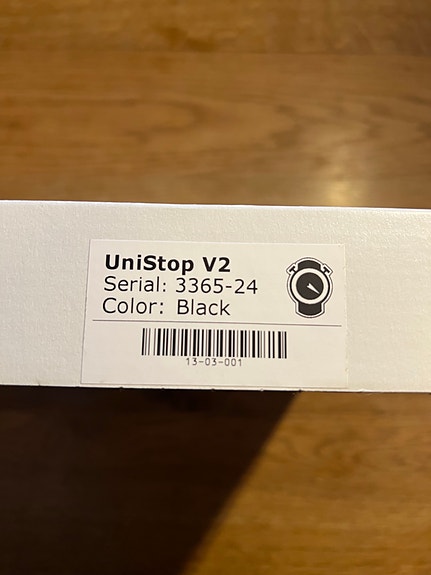 UniStop V2
Serial: 3365-24
Color: Black
13-03-001